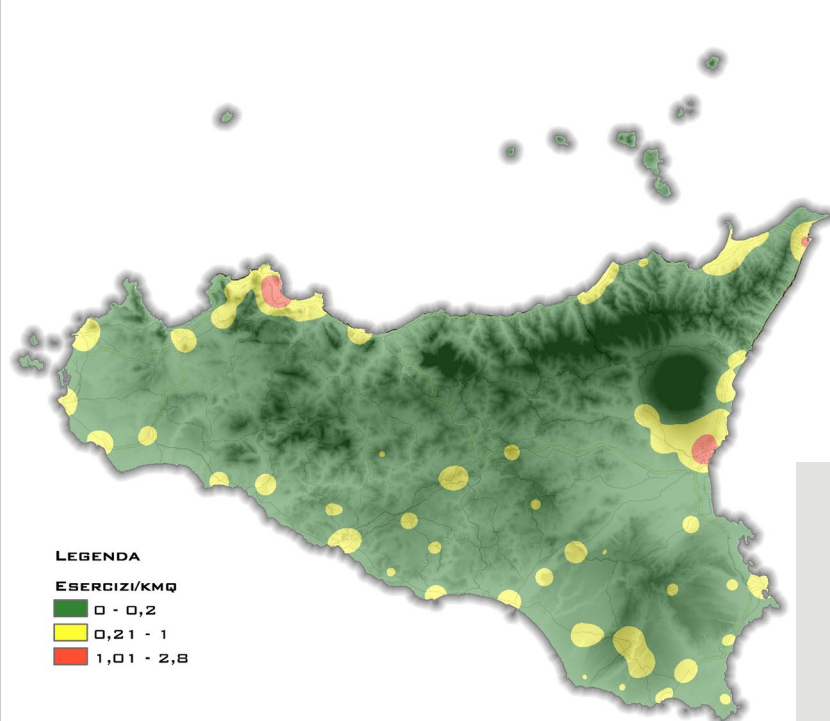 LEGENDA
ESERCIZI/KMQ
0 - 0,2
0,21 - 1
1,01 - 2,8